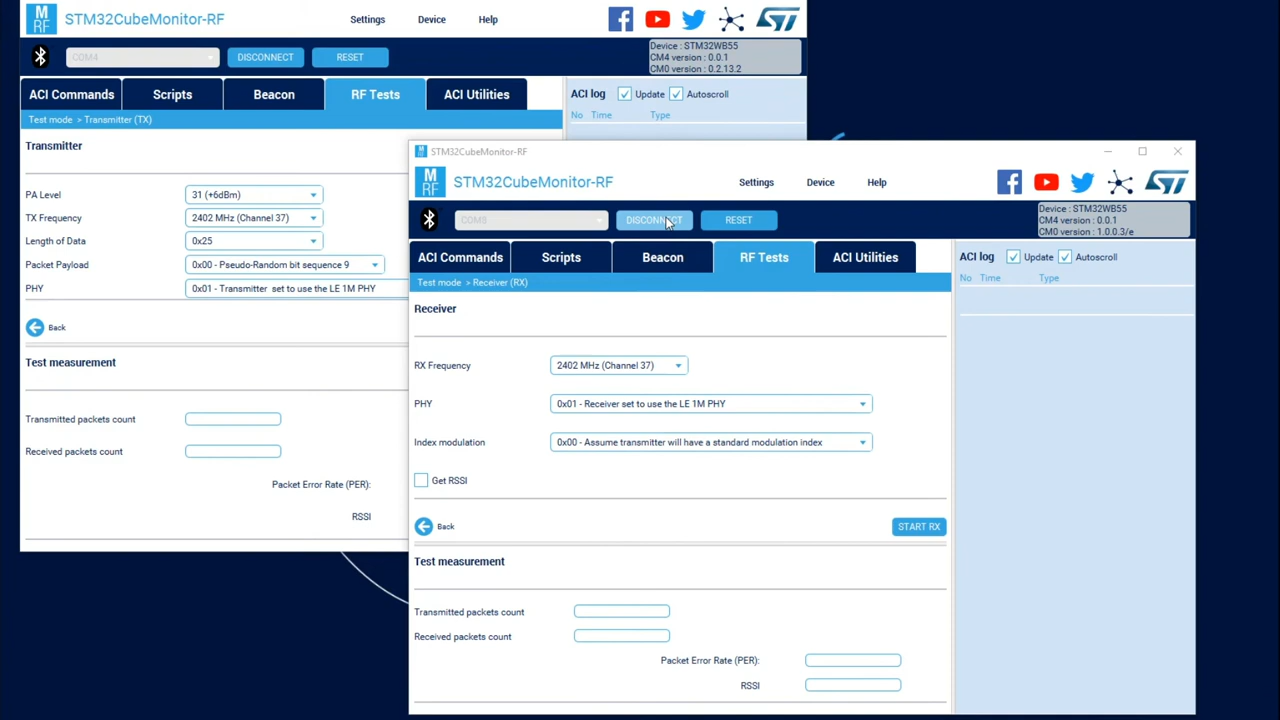 M
RF
STM32CubeMonitor-RF
Settings
Device
Help
COM4
DISCONNECT
RESET
Device : STM32WB55
CM4 version : 0.0.1
CM0 version : 0.2.13.2
ACI Commands
Scripts
Beacon
RF Tests
ACI Utilities
ACI log
Update
Autoscroll
Test mode > Transmitter (TX)
No Time Type
Transmitter
PA Level
31 (+6dBm)
TX Frequency
2402 MHz (Channel 37)
Length of Data
0x25
Packet Payload
0x00 - Pseudo-Random bit sequence 9
PHY
0x01 - Transmitter set to use the LE 1M PHY
Back
Test measurement
Transmitted packets count
Received packets count
Packet Error Rate (PER):
RSSI
M
RF
STM32CubeMonitor-RF
STM32CubeMonitor-RF
Settings
Device
Help
DISCONNECT
RESET
Device : STM32WB55
CM4 version : 0.0.1
CM0 version : 1.0.0.3/e
ACI Commands
Scripts
Beacon
RF Tests
ACI Utilities
ACI log
Update
Autoscroll
Test mode > Receiver (RX)
No Time Type
Receiver
RX Frequency
2402 MHz (Channel 37)
PHY
0x01 - Receiver set to use the LE 1M PHY
Index modulation
0x00 - Assume transmitter will have a standard modulation index
Get RSSI
Back
START RX
Test measurement
Transmitted packets count
Received packets count
Packet Error Rate (PER):
RSSI